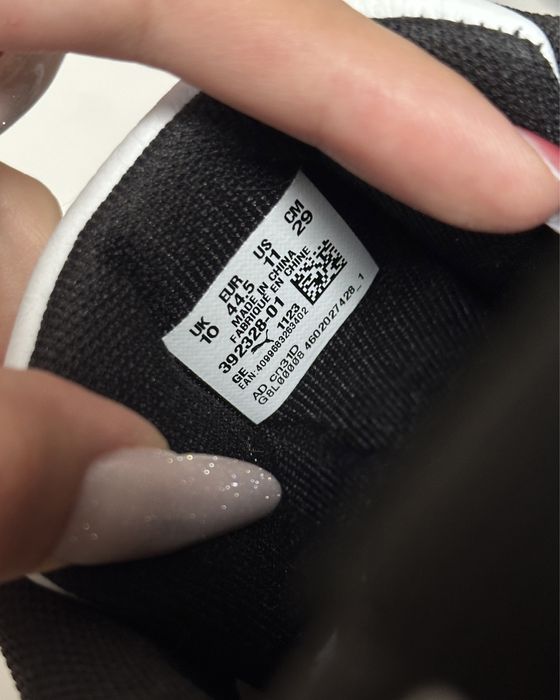 UK EUR US CM
10 44.5 11 29
MADE IN CHINA
FABRIQUÉ EN CHINE
392328-01
GE 1123
EAN:4099683263402
AD cn31D
GBL00008 4602027428_1